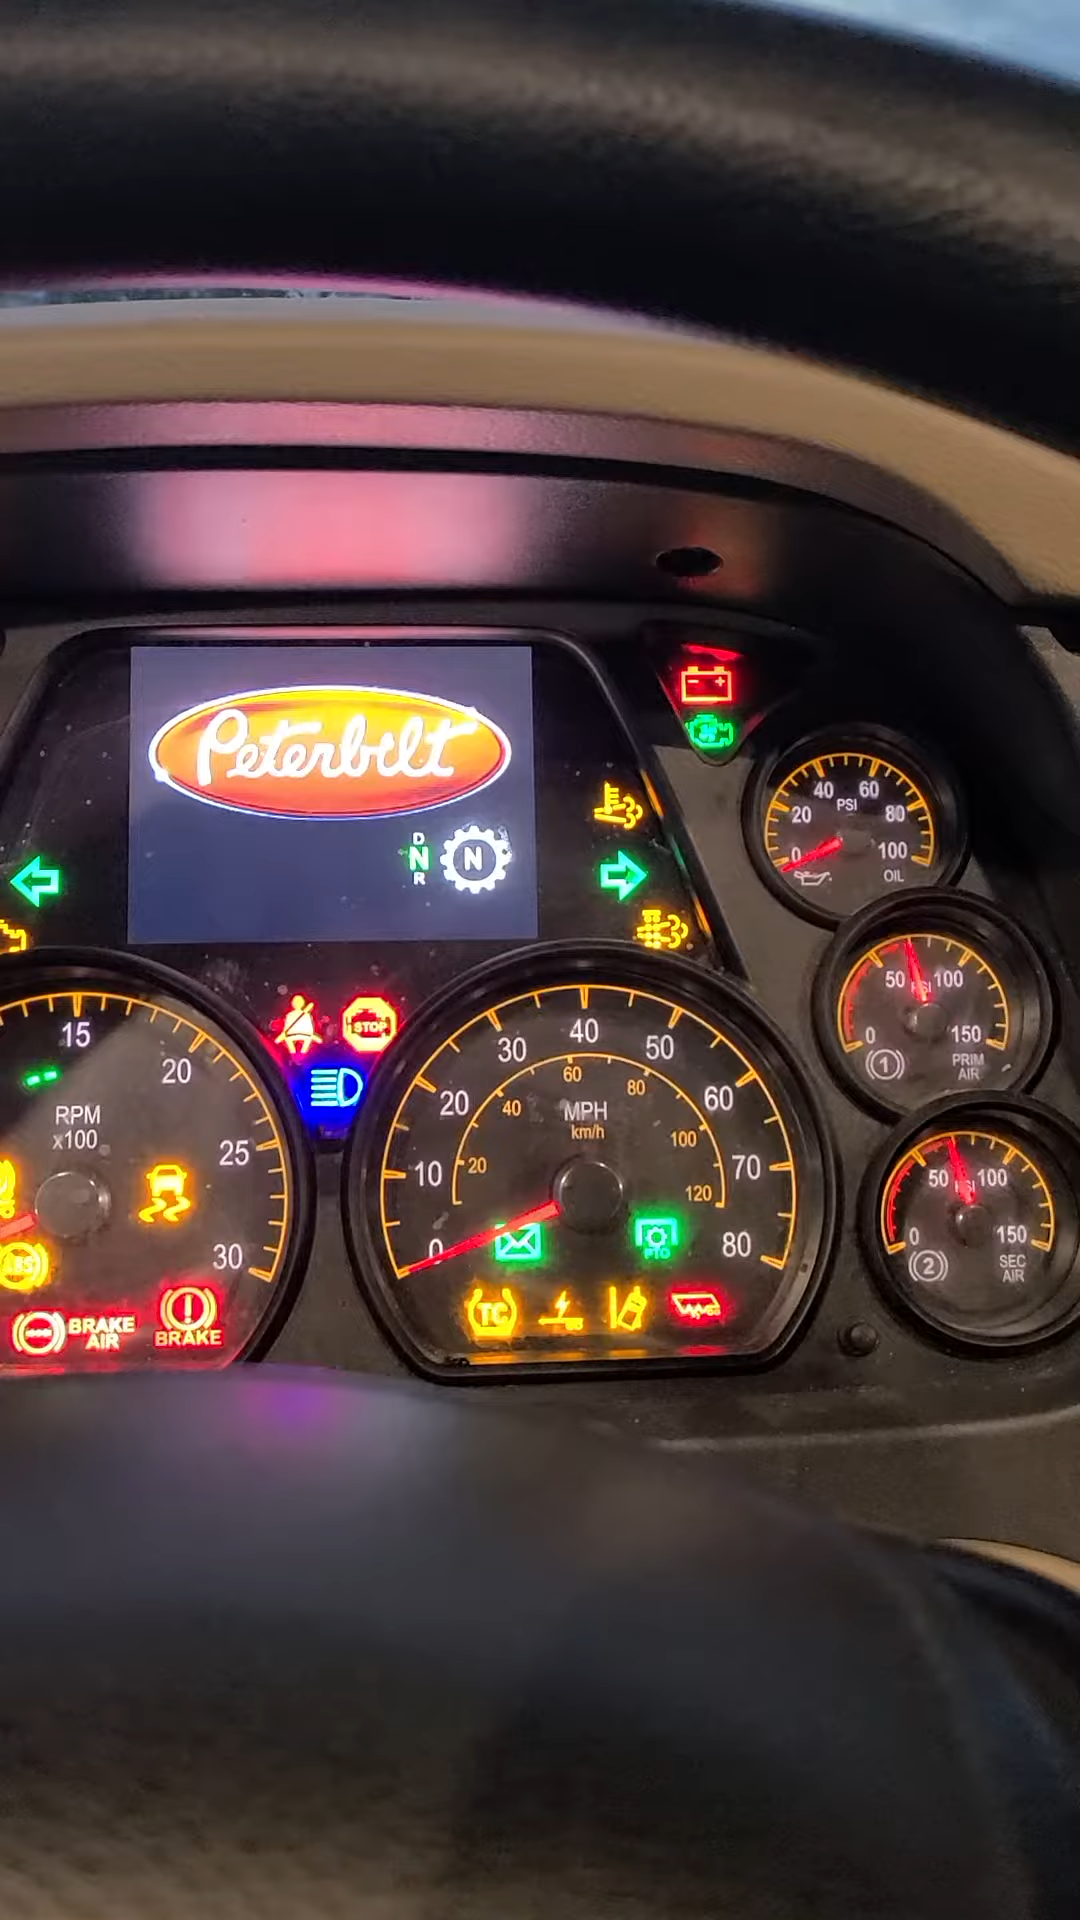 Peterbilt
D
N
R
N
40 60
20 PSI 80
0 100
OIL
STOP
50 PSI 100
0 150
1 PRIM
AIR
15
20
25
30
RPM
x100
ABS
BRAKE
AIR
BRAKE
0 10 20 30 40 50 60 70 80
20 40 60 80 100 120
MPH
km/h
PTO
TC
50 PSI 100
0 150
2 SEC
AIR